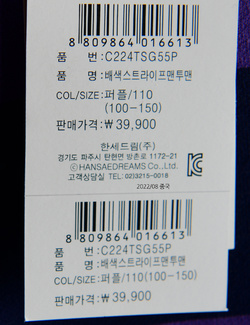 8 809864 016613
품 번: C224TSG55P
품 명: 배색스트라이프맨투맨
COL/SIZE: 퍼플/110
(100-150)
판매가격: ₩ 39,900
한세드림(주)
경기도 파주시 탄현면 방촌로 1172-21
ⓒHANSAEDREAMS Co.,Ltd.
고객상담실 TEL: 02)3215-0018
2022/08 중국
8 809864 016613
품 번: C224TSG55P
품 명: 배색스트라이프맨투맨
COL/SIZE: 퍼플/110(100-150)
판매가격: ₩ 39,900